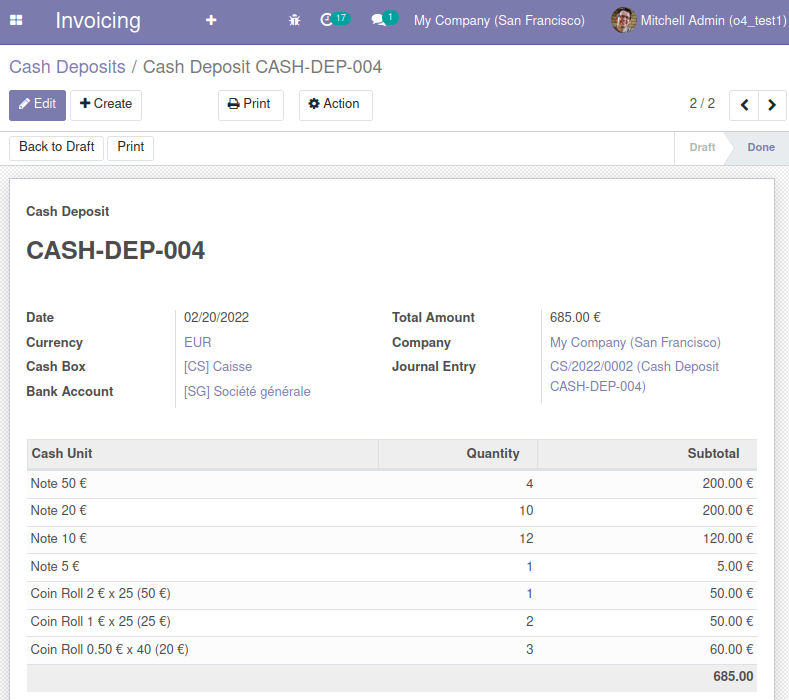 Invoicing + 17 1 My Company (San Francisco) Mitchell Admin (o4_test1)
Cash Deposits / Cash Deposit CASH-DEP-004
Edit + Create Print Action 2 / 2
Back to Draft Print Draft Done
Cash Deposit
CASH-DEP-004
Date 02/20/2022 Total Amount 685.00 €
Currency EUR Company My Company (San Francisco)
Cash Box [CS] Caisse Journal Entry CS/2022/0002 (Cash Deposit
CASH-DEP-004)
Bank Account [SG] Société générale
Cash Unit Quantity Subtotal
Note 50 € 4 200.00 €
Note 20 € 10 200.00 €
Note 10 € 12 120.00 €
Note 5 € 1 5.00 €
Coin Roll 2 € x 25 (50 €) 1 50.00 €
Coin Roll 1 € x 25 (25 €) 2 50.00 €
Coin Roll 0.50 € x 40 (20 €) 3 60.00 €
685.00